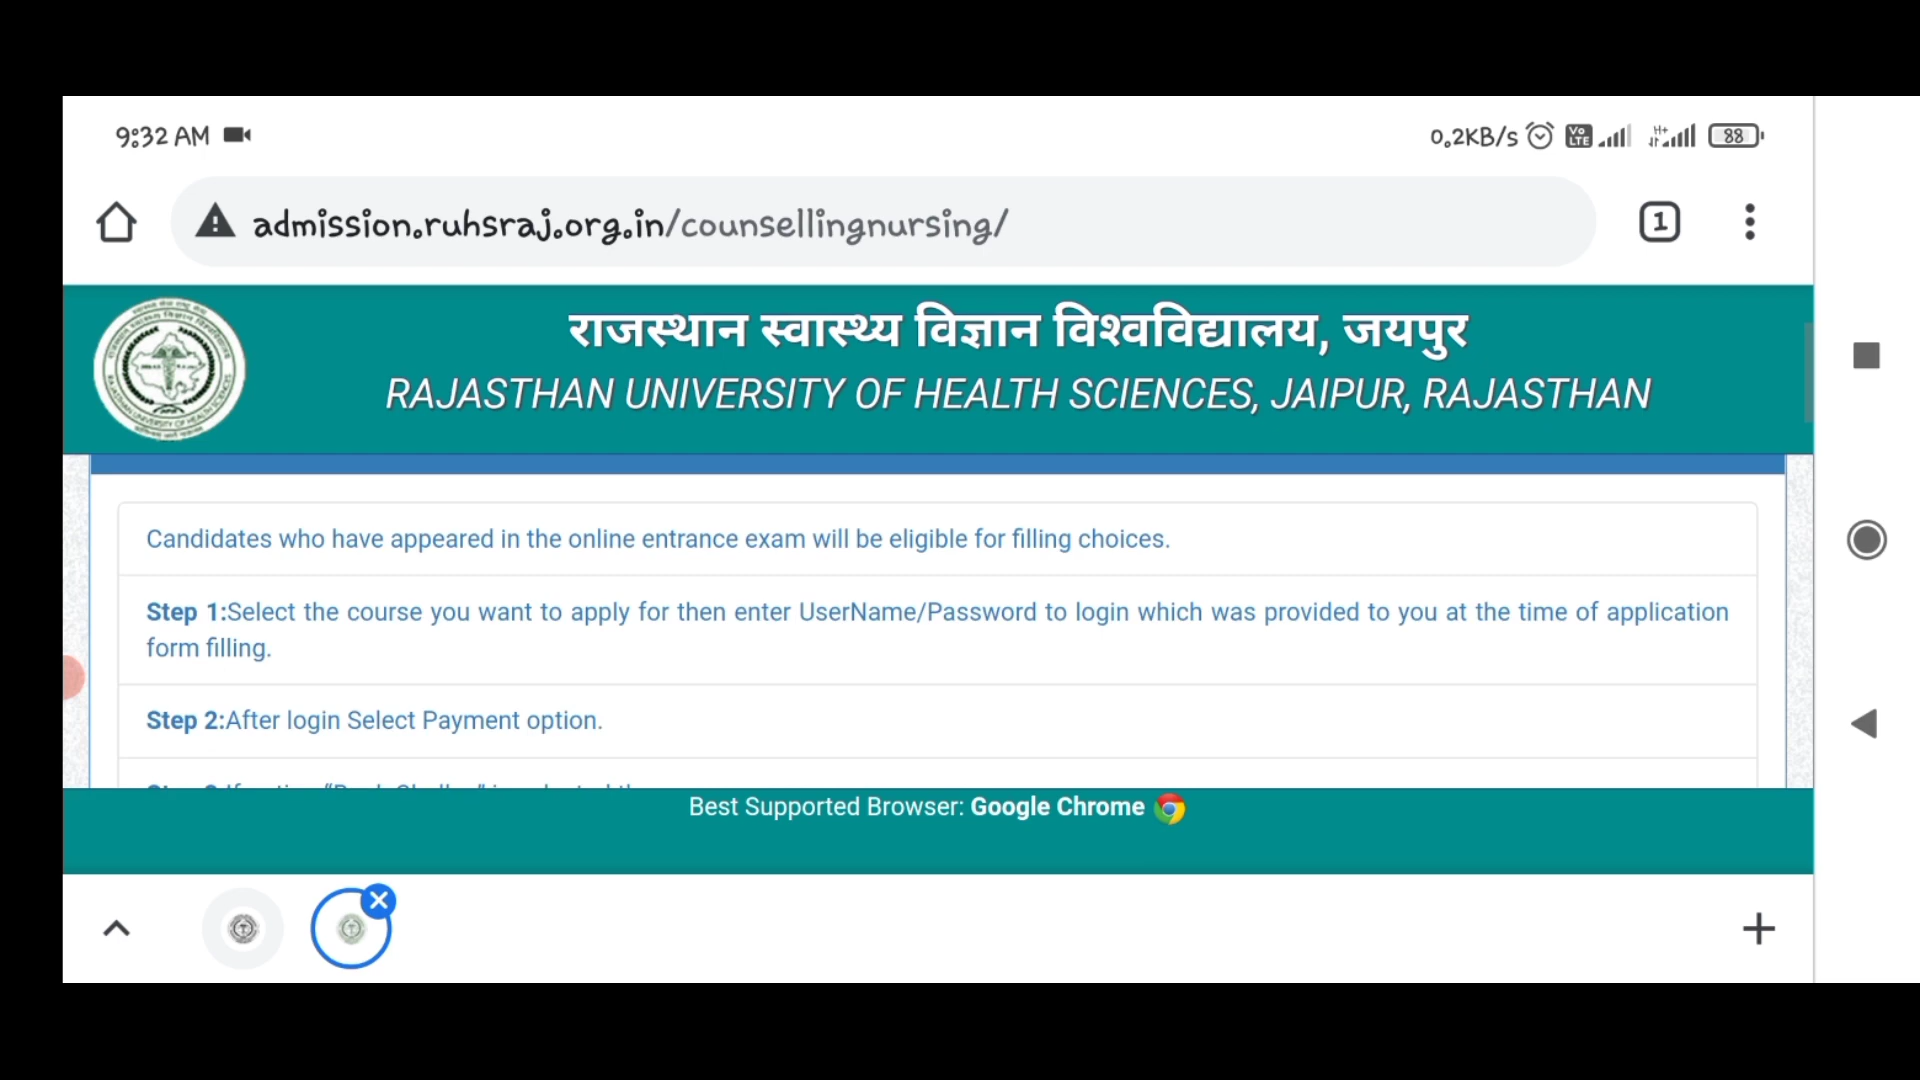 9:32 AM
0.2KB/s Vo LTE H+ 88
admission.ruhsraj.org.in/counsellingnursing/
1
राजस्थान स्वास्थ्य विज्ञान विश्वविद्यालय, जयपुर
RAJASTHAN UNIVERSITY OF HEALTH SCIENCES, JAIPUR, RAJASTHAN
Candidates who have appeared in the online entrance exam will be eligible for filling choices.
Step 1:Select the course you want to apply for then enter UserName/Password to login which was provided to you at the time of application
form filling.
Step 2:After login Select Payment option.
Best Supported Browser: Google Chrome